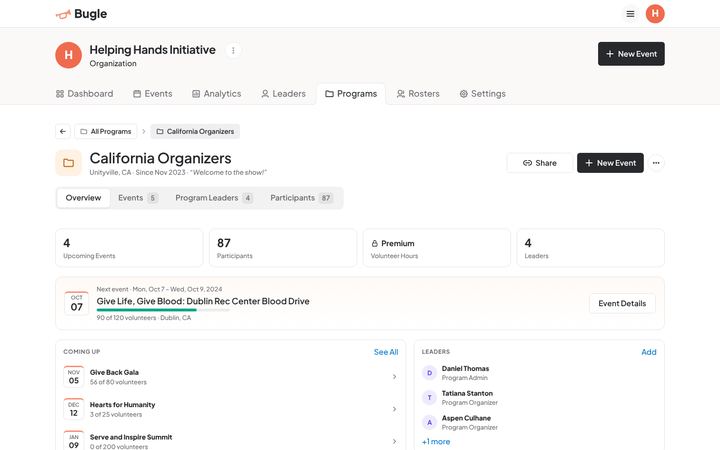 Bugle
H
H
Helping Hands Initiative
Organization
New Event
Dashboard
Events
Analytics
Leaders
Programs
Rosters
Settings
All Programs
California Organizers
California Organizers
Unityville, CA · Since Nov 2023 · "Welcome to the show!"
Share
New Event
Overview
Events 5
Program Leaders 4
Participants 87
4
Upcoming Events
87
Participants
Premium
Volunteer Hours
4
Leaders
OCT
07
Next event · Mon, Oct 7 – Wed, Oct 9, 2024
Give Life, Give Blood: Dublin Rec Center Blood Drive
90 of 120 volunteers · Dublin, CA
Event Details
COMING UP
See All
NOV
05
Give Back Gala
56 of 80 volunteers
DEC
12
Hearts for Humanity
3 of 25 volunteers
JAN
09
Serve and Inspire Summit
0 of 200 volunteers
LEADERS
Add
D
Daniel Thomas
Program Admin
T
Tatiana Stanton
Program Organizer
A
Aspen Culhane
Program Organizer
+1 more